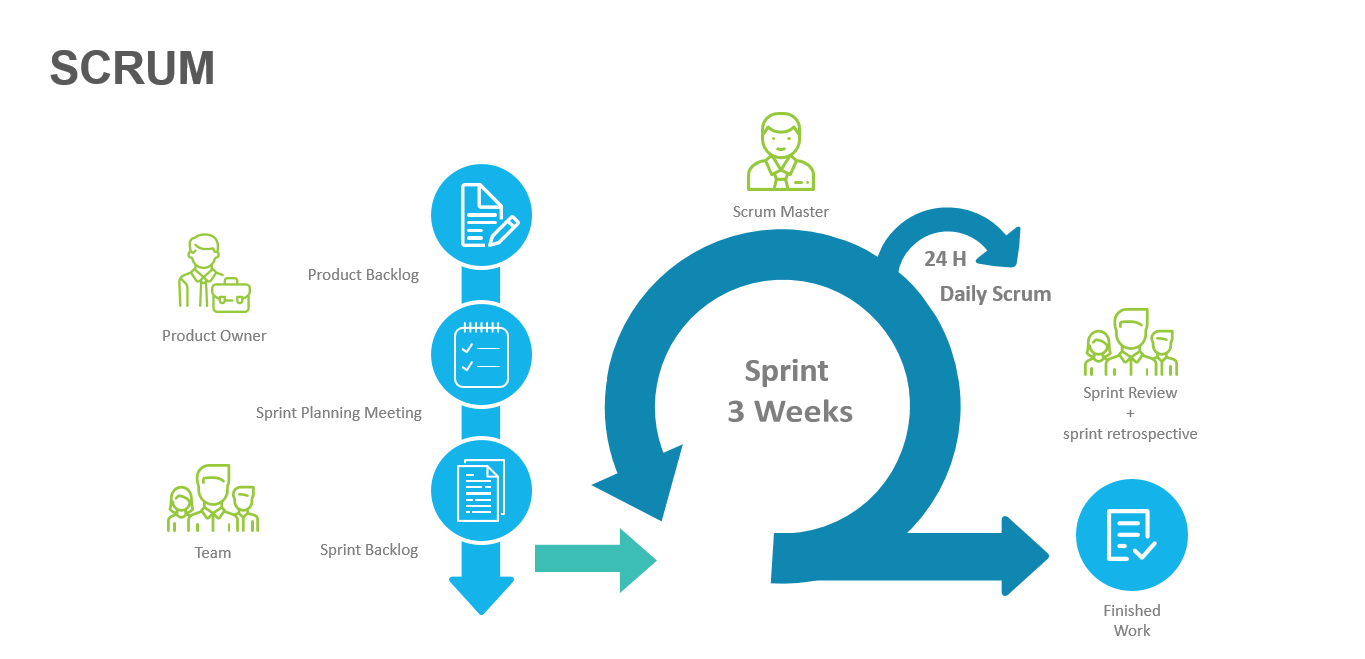 SCRUM
Scrum Master
Product Backlog
24 H
Daily Scrum
Product Owner
Sprint
3 Weeks
Sprint Planning Meeting
Sprint Review
+
sprint retrospective
Team
Sprint Backlog
Finished
Work